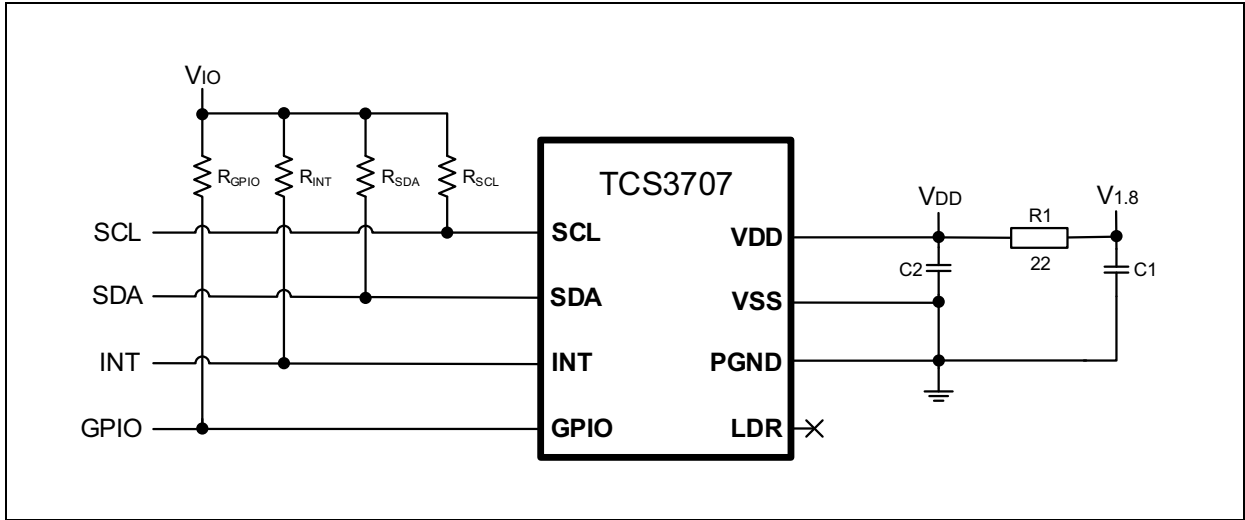 VIO
RGPIO RINT RSDA RSCL
TCS3707
VDD V1.8
R1
SCL SCL VDD
C2 22 C1
SDA SDA VSS
INT INT PGND
GPIO GPIO LDR